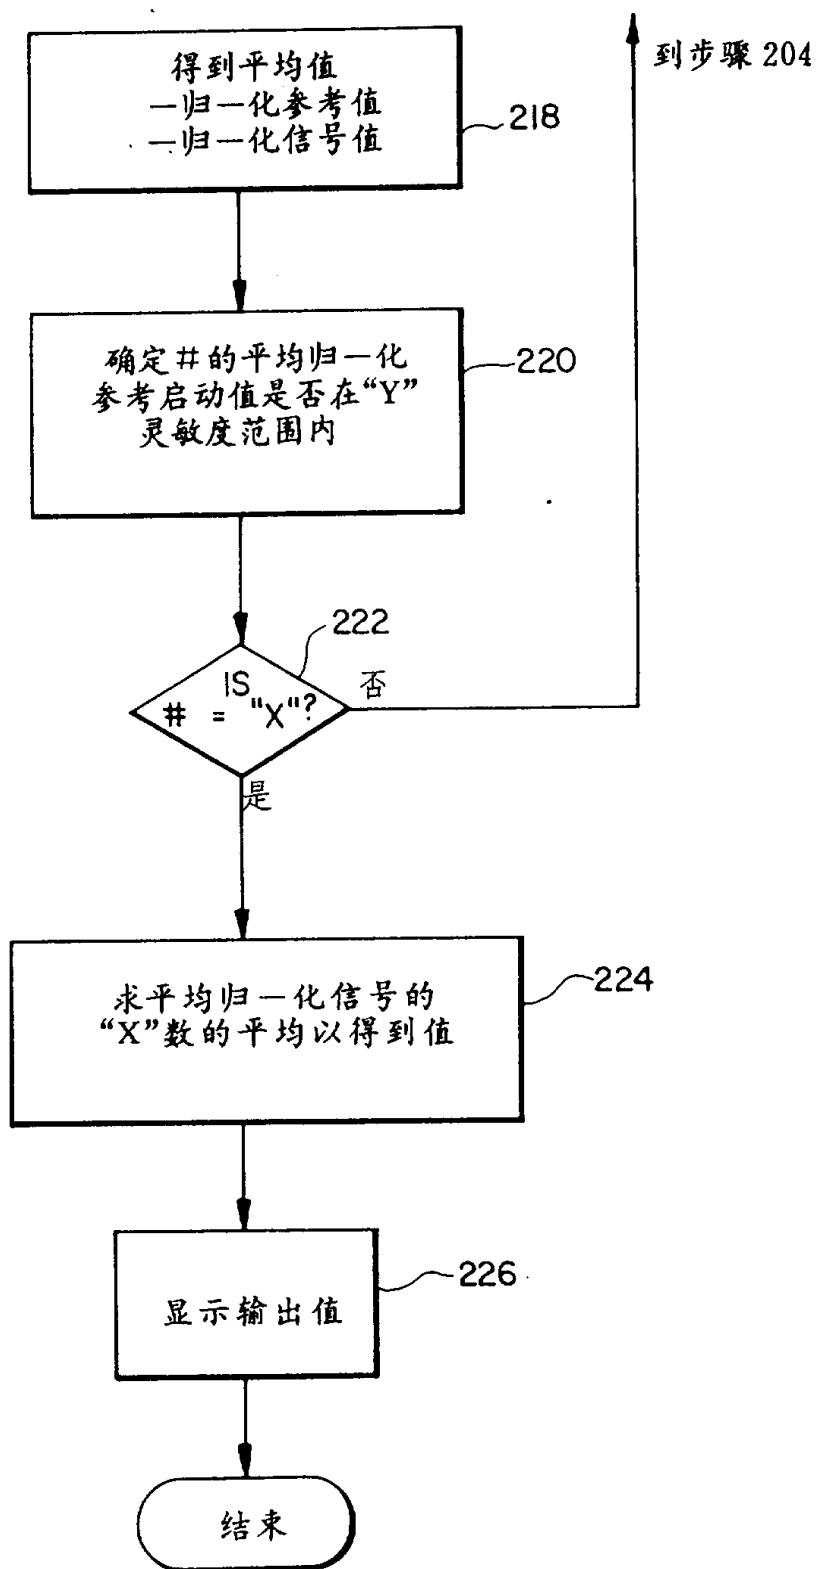 到步骤 204
得到平均值
—归一化参考值
—归一化信号值
218
确定#的平均归一化
参考启动值是否在“Y”
灵敏度范围内
220
222
IS
# = "X"?
否
是
求平均归一化信号的
“X”数的平均以得到值
224
显示输出值
226
结束